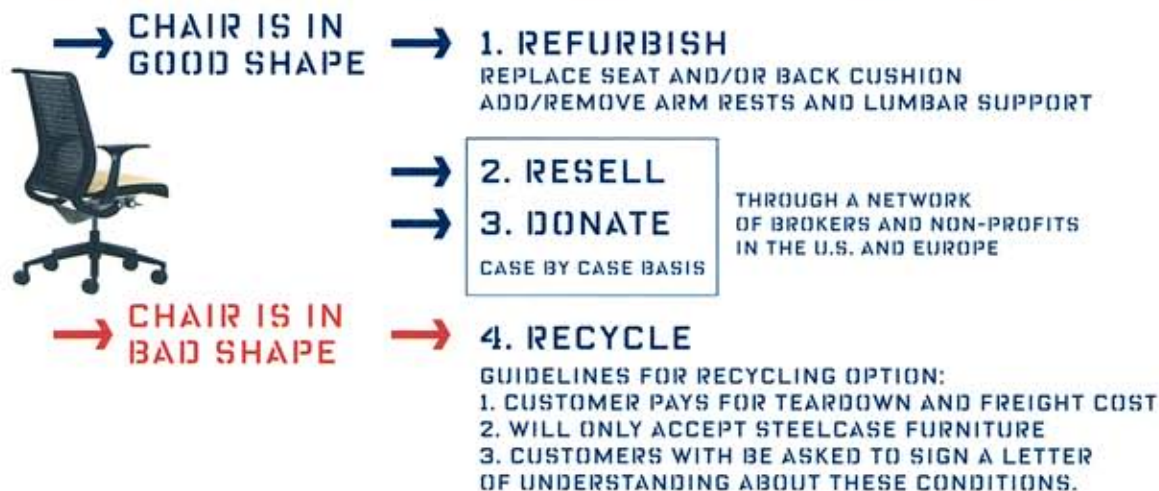 CHAIR IS IN
GOOD SHAPE
1. REFURBISH
REPLACE SEAT AND/OR BACK CUSHION
ADD/REMOVE ARM RESTS AND LUMBAR SUPPORT
2. RESELL
3. DONATE
CASE BY CASE BASIS
THROUGH A NETWORK
OF BROKERS AND NON-PROFITS
IN THE U.S. AND EUROPE
CHAIR IS IN
BAD SHAPE
4. RECYCLE
GUIDELINES FOR RECYCLING OPTION:
1. CUSTOMER PAYS FOR TEARDOWN AND FREIGHT COST
2. WILL ONLY ACCEPT STEELCASE FURNITURE
3. CUSTOMERS WITH BE ASKED TO SIGN A LETTER
OF UNDERSTANDING ABOUT THESE CONDITIONS.